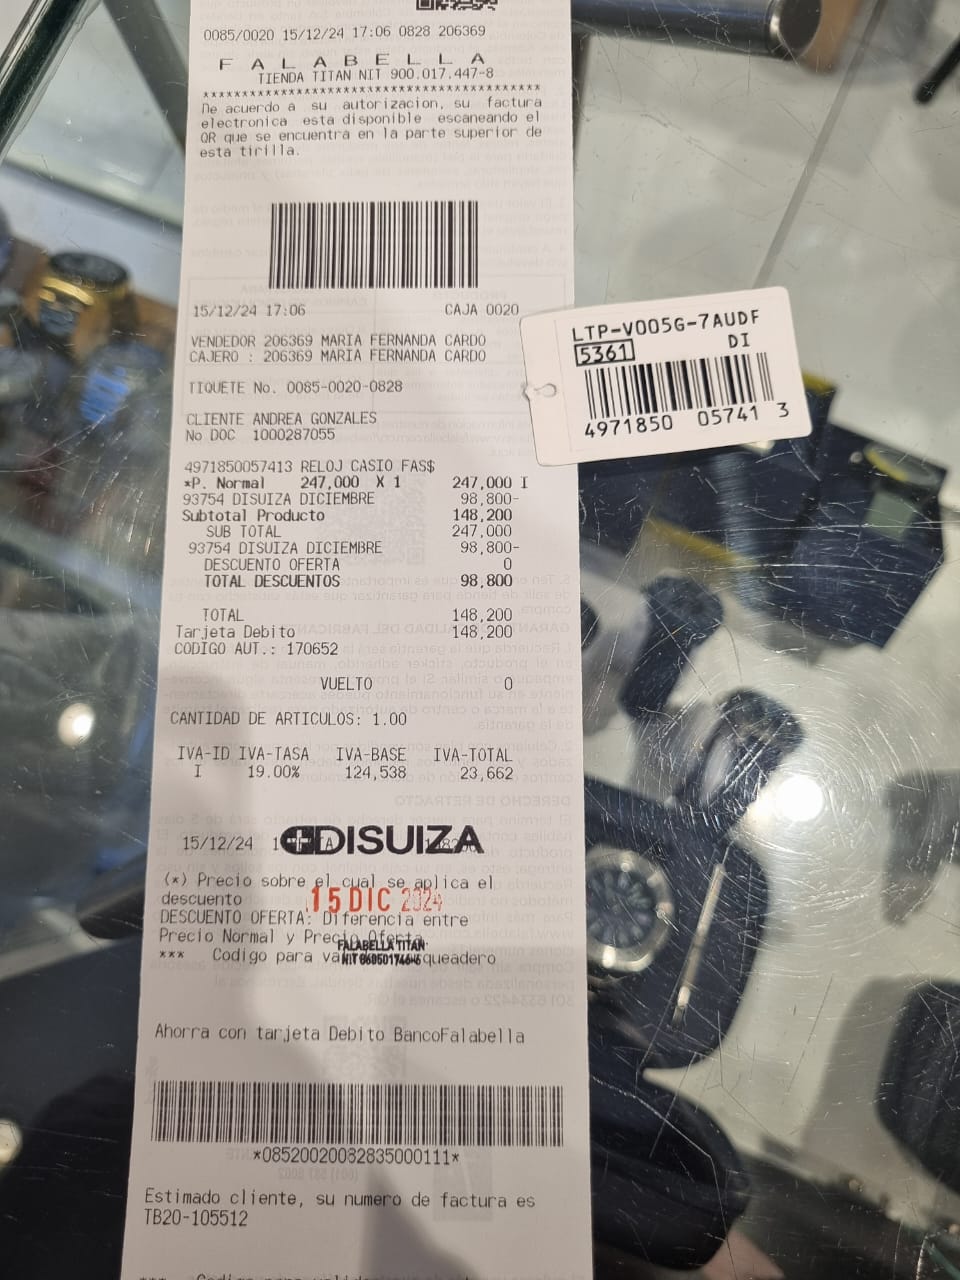 0085/0020 15/12/24 17:06 0828 206369
F A L A B E L L A
TIENDA TITAN NIT 900.017.447-8
******************************************
De acuerdo a su autorizacion, su factura
electronica esta disponible escaneando el
QR que se encuentra en la parte superior de
esta tirilla.
15/12/24 17:06 CAJA 0020
VENDEDOR 206369 MARIA FERNANDA CARDO
CAJERO : 206369 MARIA FERNANDA CARDO
TIQUETE No. 0085-0020-0828
CLIENTE ANDREA GONZALES
No DOC 1000287055
4971850057413 RELOJ CASIO FAS$
*P. Normal 247,000 X 1 247,000 I
93754 DISUIZA DICIEMBRE 98,800-
Subtotal Producto 148,200
SUB TOTAL 247,000
93754 DISUIZA DICIEMBRE 98,800-
DESCUENTO OFERTA 0
TOTAL DESCUENTOS 98,800
TOTAL 148,200
Tarjeta Debito 148,200
CODIGO AUT.: 170652
VUELTO 0
CANTIDAD DE ARTICULOS: 1.00
IVA-ID IVA-TASA IVA-BASE IVA-TOTAL
I 19.00% 124,538 23,662
15/12/24
DISUIZA
(*) Precio sobre el cual se aplica el
descuento
15 DIC 2024
DESCUENTO OFERTA: Diferencia entre
Precio Normal y Precio Oferta
FALABELLA TITAN
*** Codigo para
Ahorra con tarjeta Debito BancoFalabella
*08520020082835000111*
Estimado cliente, su numero de factura es
TB20-105512
LTP-V005G-7AUDF
5361 DI
4971850 05741 3